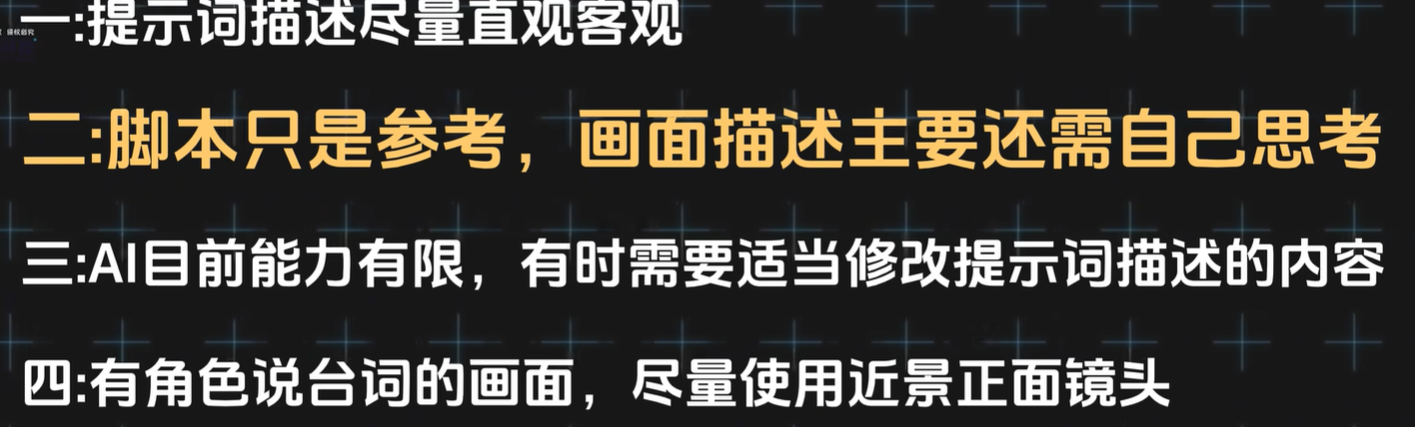 一:提示词描述尽量直观客观
侵权必究
二:脚本只是参考，画面描述主要还需自己思考
三:AI目前能力有限，有时需要适当修改提示词描述的内容
四:有角色说台词的画面，尽量使用近景正面镜头